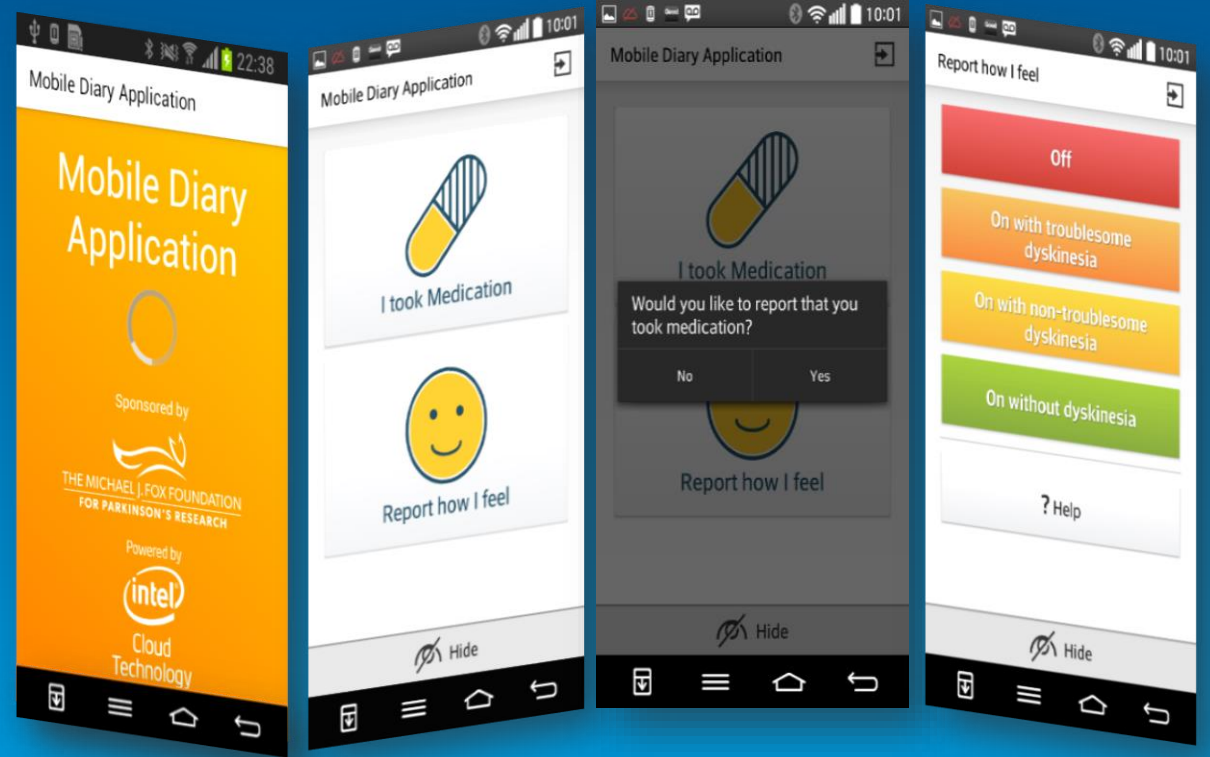 22:38
Mobile Diary Application
Mobile Diary
Application
Sponsored by
THE MICHAEL J. FOX FOUNDATION
FOR PARKINSON'S RESEARCH
Powered by
intel
Cloud
Technology
10:01
Mobile Diary Application
I took Medication
Report how I feel
Hide
10:01
Mobile Diary Application
I took Medication
Would you like to report that you
took medication?
No Yes
Report how I feel
Hide
10:01
Report how I feel
Off
On with troublesome
dyskinesia
On with non-troublesome
dyskinesia
On without dyskinesia
? Help
Hide